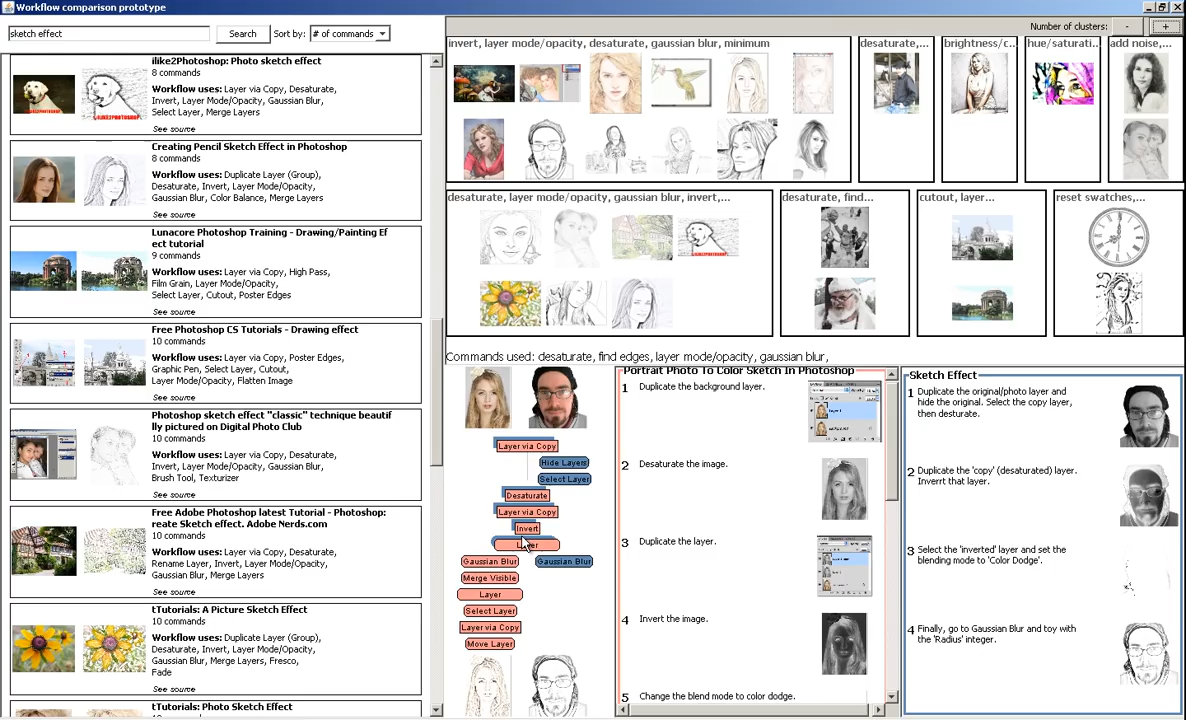 Workflow comparison prototype
sketch effect
Search
Sort by:
# of commands
ilike2Photoshop: Photo sketch effect
8 commands
Workflow uses: Layer via Copy, Desaturate,
Invert, Layer Mode/Opacity, Gaussian Blur,
Select Layer, Merge Layers
See source
Creating Pencil Sketch Effect in Photoshop
8 commands
Workflow uses: Duplicate Layer (Group),
Desaturate, Invert, Layer Mode/Opacity,
Gaussian Blur, Color Balance, Merge Layers
See source
Lunacore Photoshop Training - Drawing/Painting Ef
ect tutorial
9 commands
Workflow uses: Layer via Copy, High Pass,
Film Grain, Layer Mode/Opacity,
Select Layer, Cutout, Poster Edges
See source
Free Photoshop CS Tutorials - Drawing effect
10 commands
Workflow uses: Layer via Copy, Poster Edges,
Graphic Pen, Select Layer, Cutout,
Layer Mode/Opacity, Flatten Image
See source
Photoshop sketch effect "classic" technique beautif
lly pictured on Digital Photo Club
10 commands
Workflow uses: Layer via Copy, Desaturate,
Invert, Layer Mode/Opacity, Gaussian Blur,
Brush Tool, Texturizer
See source
Free Adobe Photoshop latest Tutorial - Photoshop:
reate Sketch effect. Adobe Nerds.com
10 commands
Workflow uses: Layer via Copy, Desaturate,
Rename Layer, Invert, Layer Mode/Opacity,
Gaussian Blur, Merge Layers
See source
tTutorials: A Picture Sketch Effect
10 commands
Workflow uses: Duplicate Layer (Group),
Desaturate, Invert, Layer Mode/Opacity,
Gaussian Blur, Merge Layers, Fresco,
Fade
See source
tTutorials: Photo Sketch Effect
Number of clusters:
-
+
invert, layer mode/opacity, desaturate, gaussian blur, minimum
desaturate,...
brightness/c...
hue/saturati...
add noise,...
desaturate, layer mode/opacity, gaussian blur, invert,...
desaturate, find...
cutout, layer...
reset swatches,...
Commands used: desaturate, find edges, layer mode/opacity, gaussian blur,
Layer via Copy
Hide Layers
Select Layer
Desaturate
Layer via Copy
Invert
Gaussian Blur
Gaussian Blur
Merge Visible
Layer
Select Layer
Layer via Copy
Move Layer
Portrait Photo To Color Sketch In Photoshop
1 Duplicate the background layer.
2 Desaturate the image.
3 Duplicate the layer.
4 Invert the image.
5 Change the blend mode to color dodge.
Sketch Effect
1 Duplicate the original/photo layer and
hide the original. Select the copy layer,
then desturate.
2 Duplicate the 'copy' (desaturated) layer.
Inverrt that layer.
3 Select the 'inverted' layer and set the
blending mode to 'Color Dodge'.
4 Finally, go to Gaussian Blur and toy with
the 'Radius' integer.